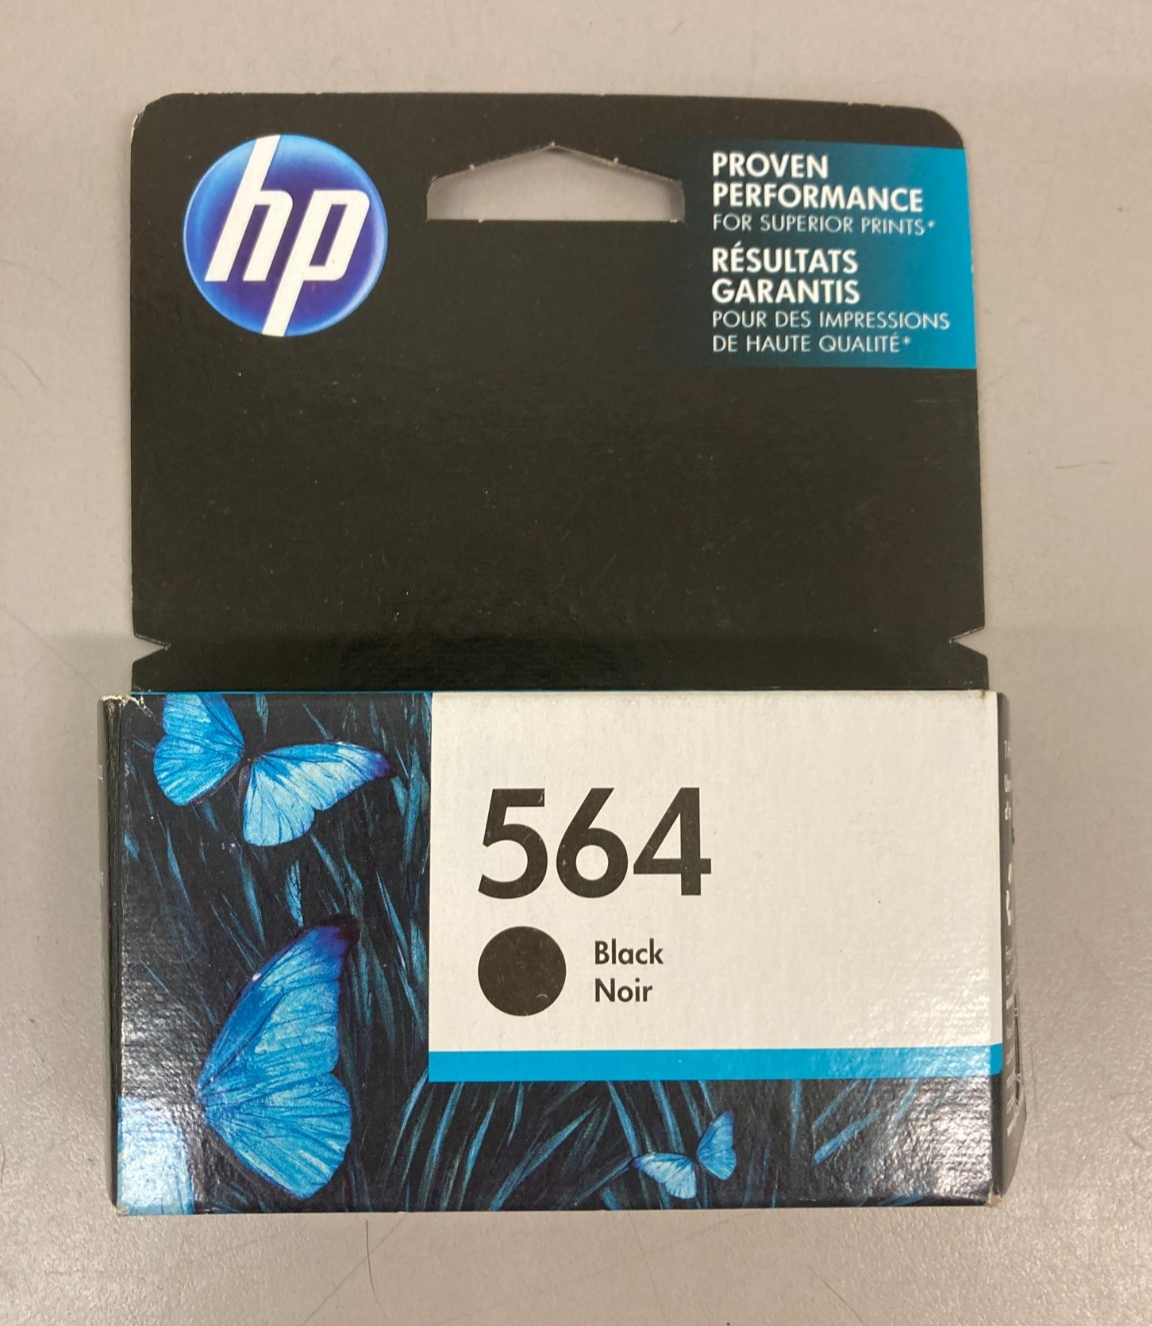 hp
PROVEN
PERFORMANCE
FOR SUPERIOR PRINTS*
RÉSULTATS
GARANTIS
POUR DES IMPRESSIONS
DE HAUTE QUALITÉ*
564
Black
Noir